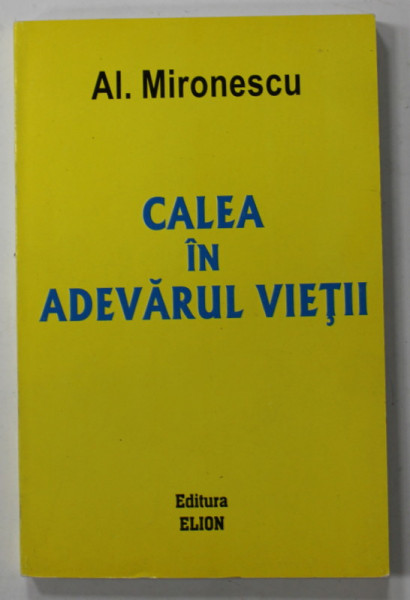 Al. Mironescu
CALEA
ÎN
ADEVĂRUL VIEŢII
Editura
ELION